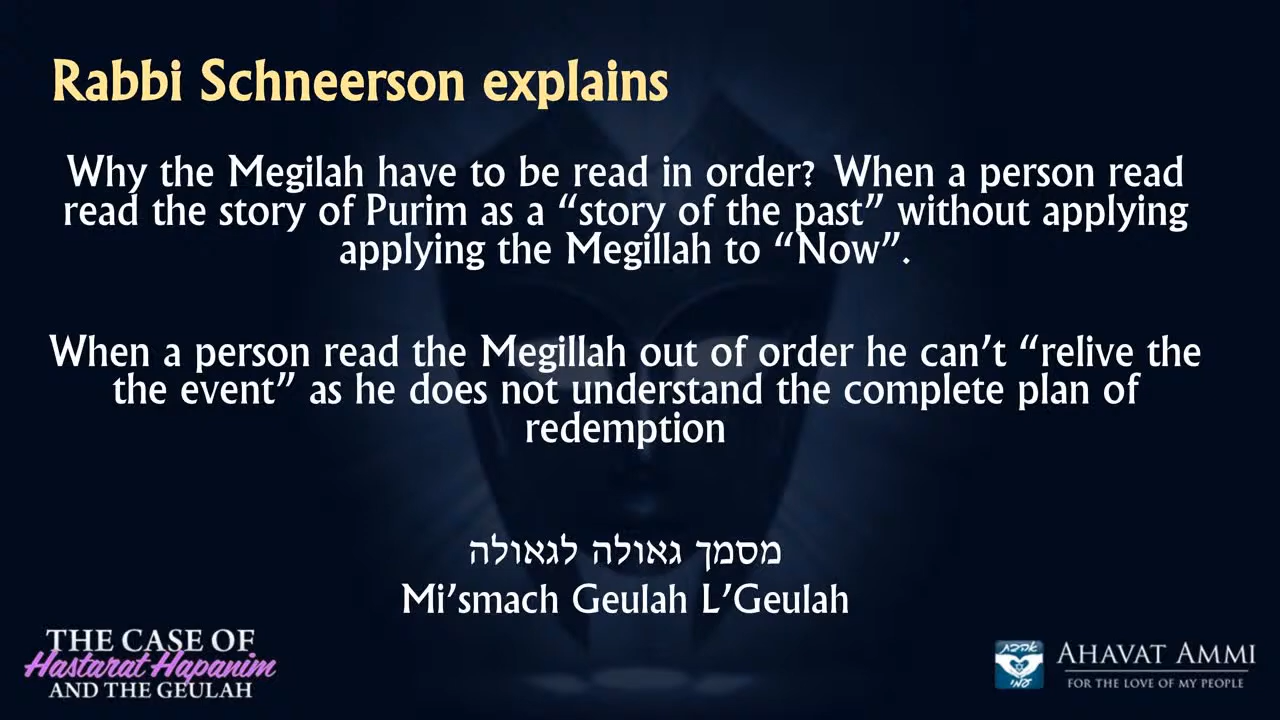 Rabbi Schneerson explains
Why the Megilah have to be read in order? When a person read
read the story of Purim as a “story of the past” without applying
applying the Megillah to “Now”.
When a person read the Megillah out of order he can’t “relive the
the event” as he does not understand the complete plan of
redemption
מסמך גאולה לגאולה
Mi’smach Geulah L’Geulah
THE CASE OF
Hastarat Hapanim
AND THE GEULAH
אהבת
עמי
AHAVAT AMMI
FOR THE LOVE OF MY PEOPLE